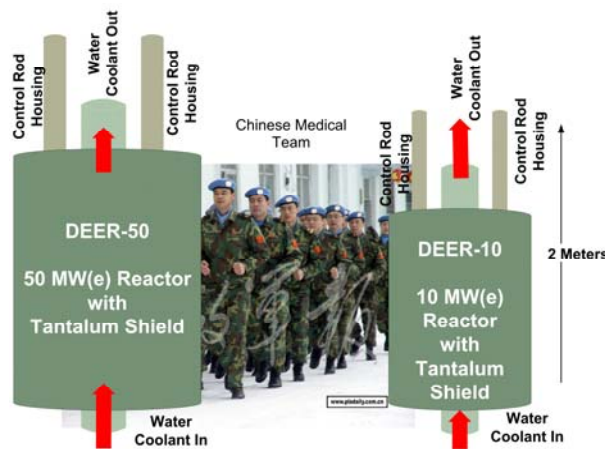 Control Rod
Housing
Water
Coolant Out
Control Rod
Housing
DEER-50
50 MW(e) Reactor
with
Tantalum Shield
Water
Coolant In
Chinese Medical
Team
www.pladaily.com.cn
Control Rod
Housing
Water
Coolant Out
Control Rod
Housing
DEER-10
10 MW(e)
Reactor
with
Tantalum
Shield
Water
Coolant In
2 Meters